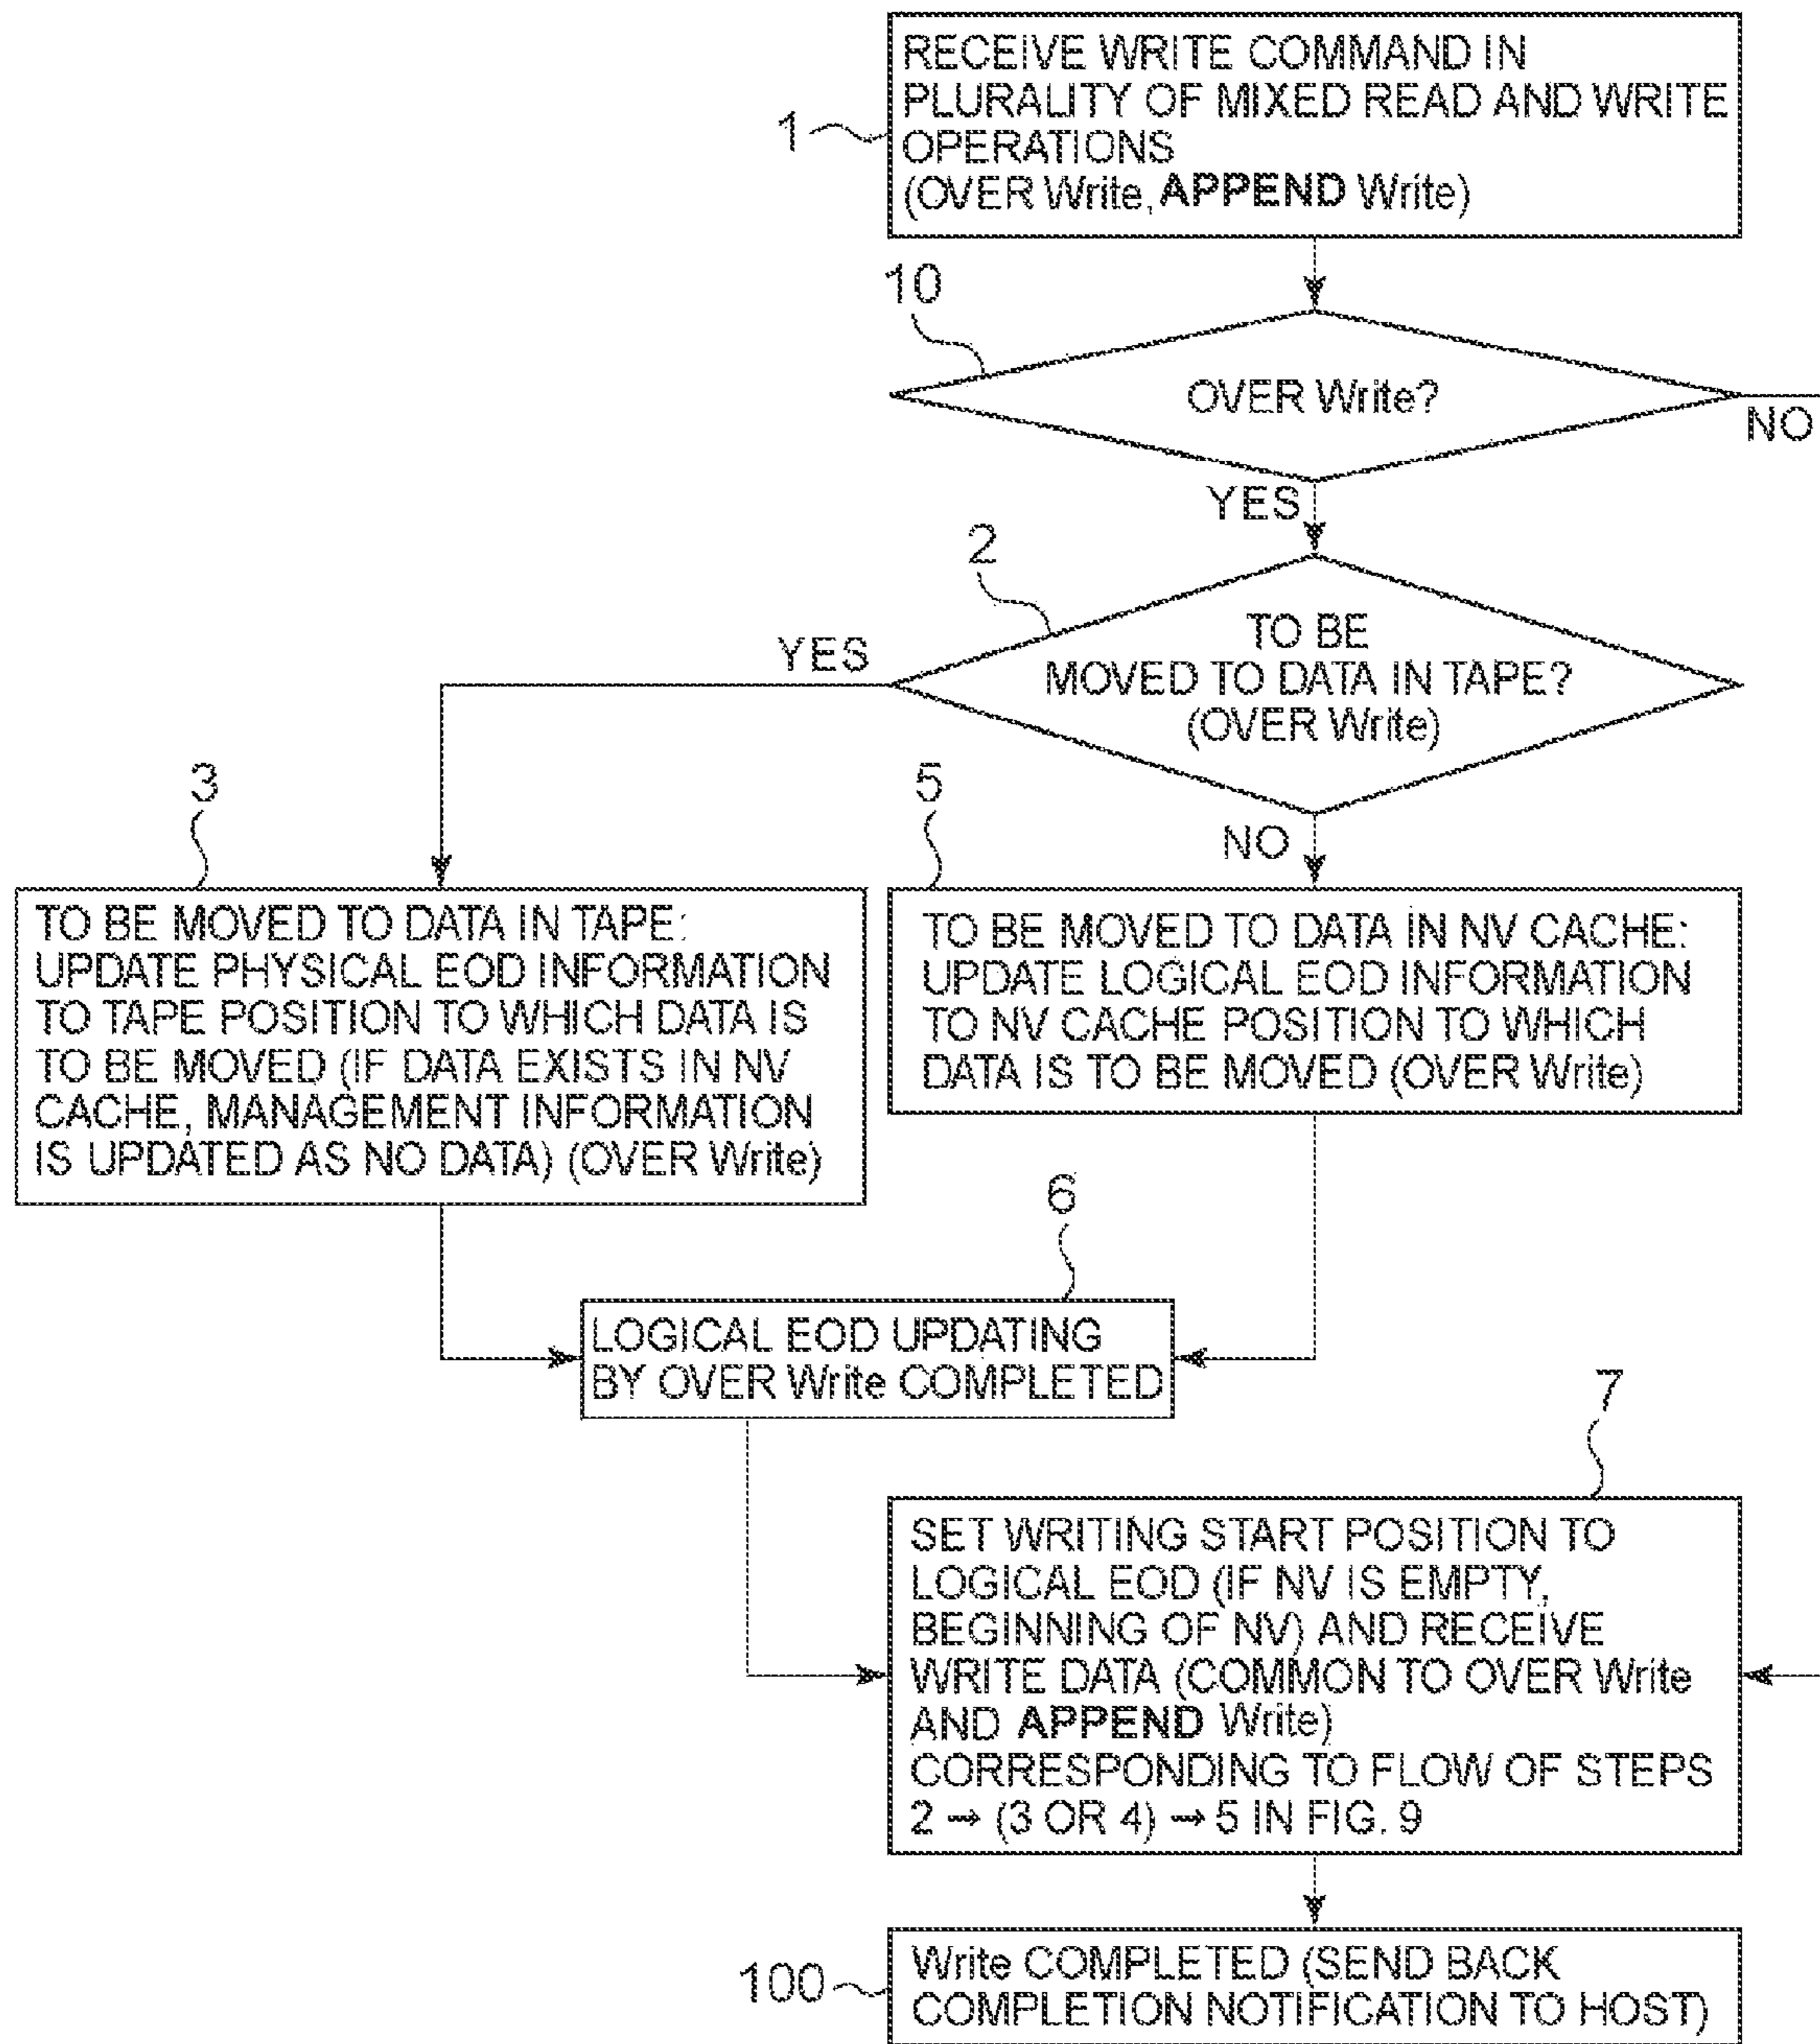 RECEIVE WRITE COMMAND IN
PLURALITY OF MIXED READ AND WRITE
OPERATIONS
(OVER Write, APPEND Write)
1
10
OVER Write?
NO
YES
2
TO BE
MOVED TO DATA IN TAPE?
(OVER Write)
YES
NO
3
5
TO BE MOVED TO DATA IN TAPE:
UPDATE PHYSICAL EOD INFORMATION
TO TAPE POSITION TO WHICH DATA IS
TO BE MOVED (IF DATA EXISTS IN NV
CACHE, MANAGEMENT INFORMATION
IS UPDATED AS NO DATA) (OVER Write)
TO BE MOVED TO DATA IN NV CACHE:
UPDATE LOGICAL EOD INFORMATION
TO NV CACHE POSITION TO WHICH
DATA IS TO BE MOVED (OVER Write)
6
LOGICAL EOD UPDATING
BY OVER Write COMPLETED
7
SET WRITING START POSITION TO
LOGICAL EOD (IF NV IS EMPTY,
BEGINNING OF NV) AND RECEIVE
WRITE DATA (COMMON TO OVER Write
AND APPEND Write)
CORRESPONDING TO FLOW OF STEPS
2 → (3 OR 4) → 5 IN FIG. 9
100
Write COMPLETED (SEND BACK
COMPLETION NOTIFICATION TO HOST)